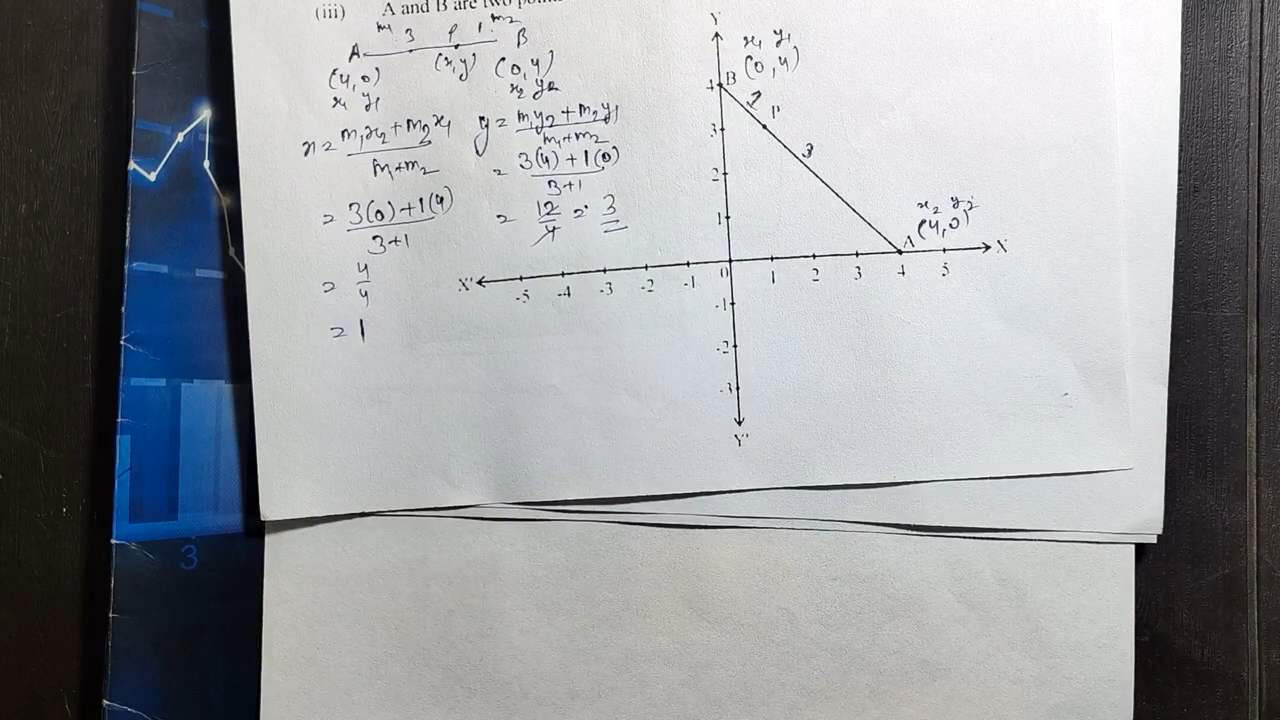 (iii) A and B are two poin
m₁ 3 P 1 m₂
A B
(4,0) (x,y) (0,4)
x₁ y₁ x₂ y₂
x = m₁x₂ + m₂x₁ / m₁+m₂
= 3(0) + 1(4) / 3+1
= 4/4
= 1
y = m₁y₂ + m₂y₁ / m₁+m₂
= 3(4) + 1(0) / 3+1
= 12/4 = 3
Y
x₁ y₁
(0,4)
4 B
P
3
3
2
x₂ y₂
(4,0)
1
A
X' -5 -4 -3 -2 -1 0 1 2 3 4 5 X
-1
-2
-3
Y'
3